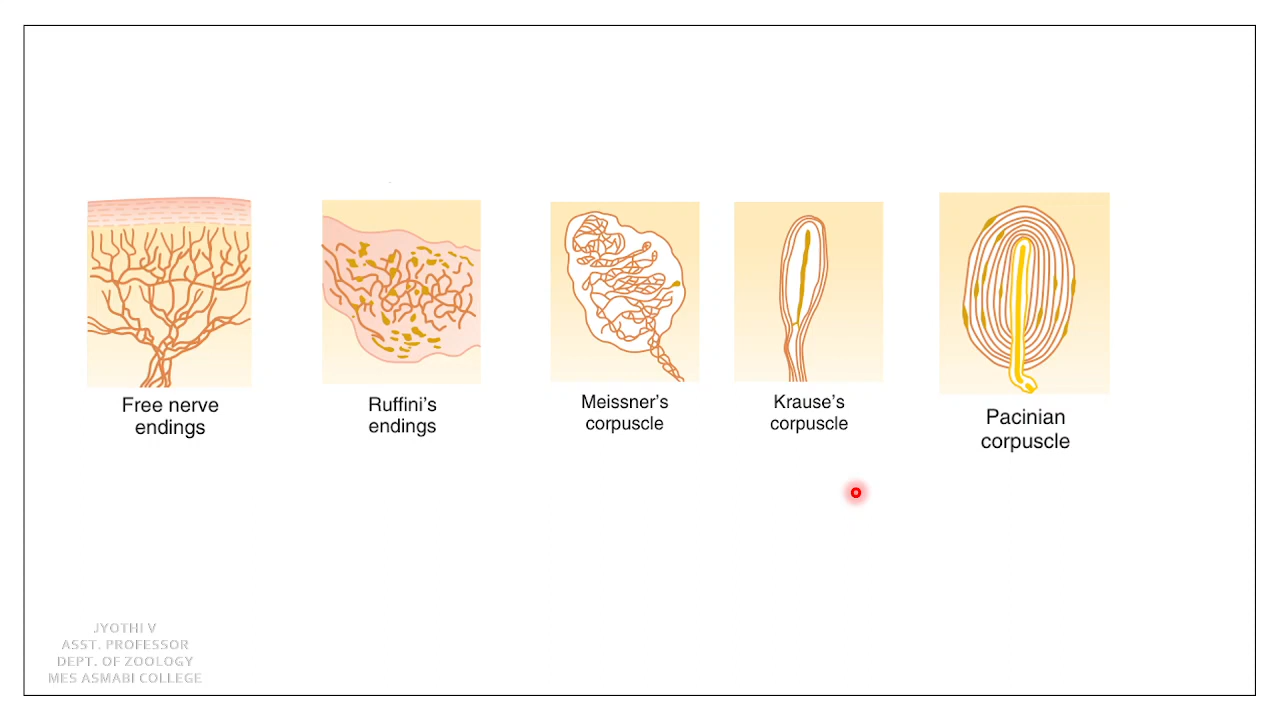 Free nerve
endings
Ruffini’s
endings
Meissner’s
corpuscle
Krause’s
corpuscle
Pacinian
corpuscle
JYOTHI V
ASST. PROFESSOR
DEPT. OF ZOOLOGY
MES ASMABI COLLEGE